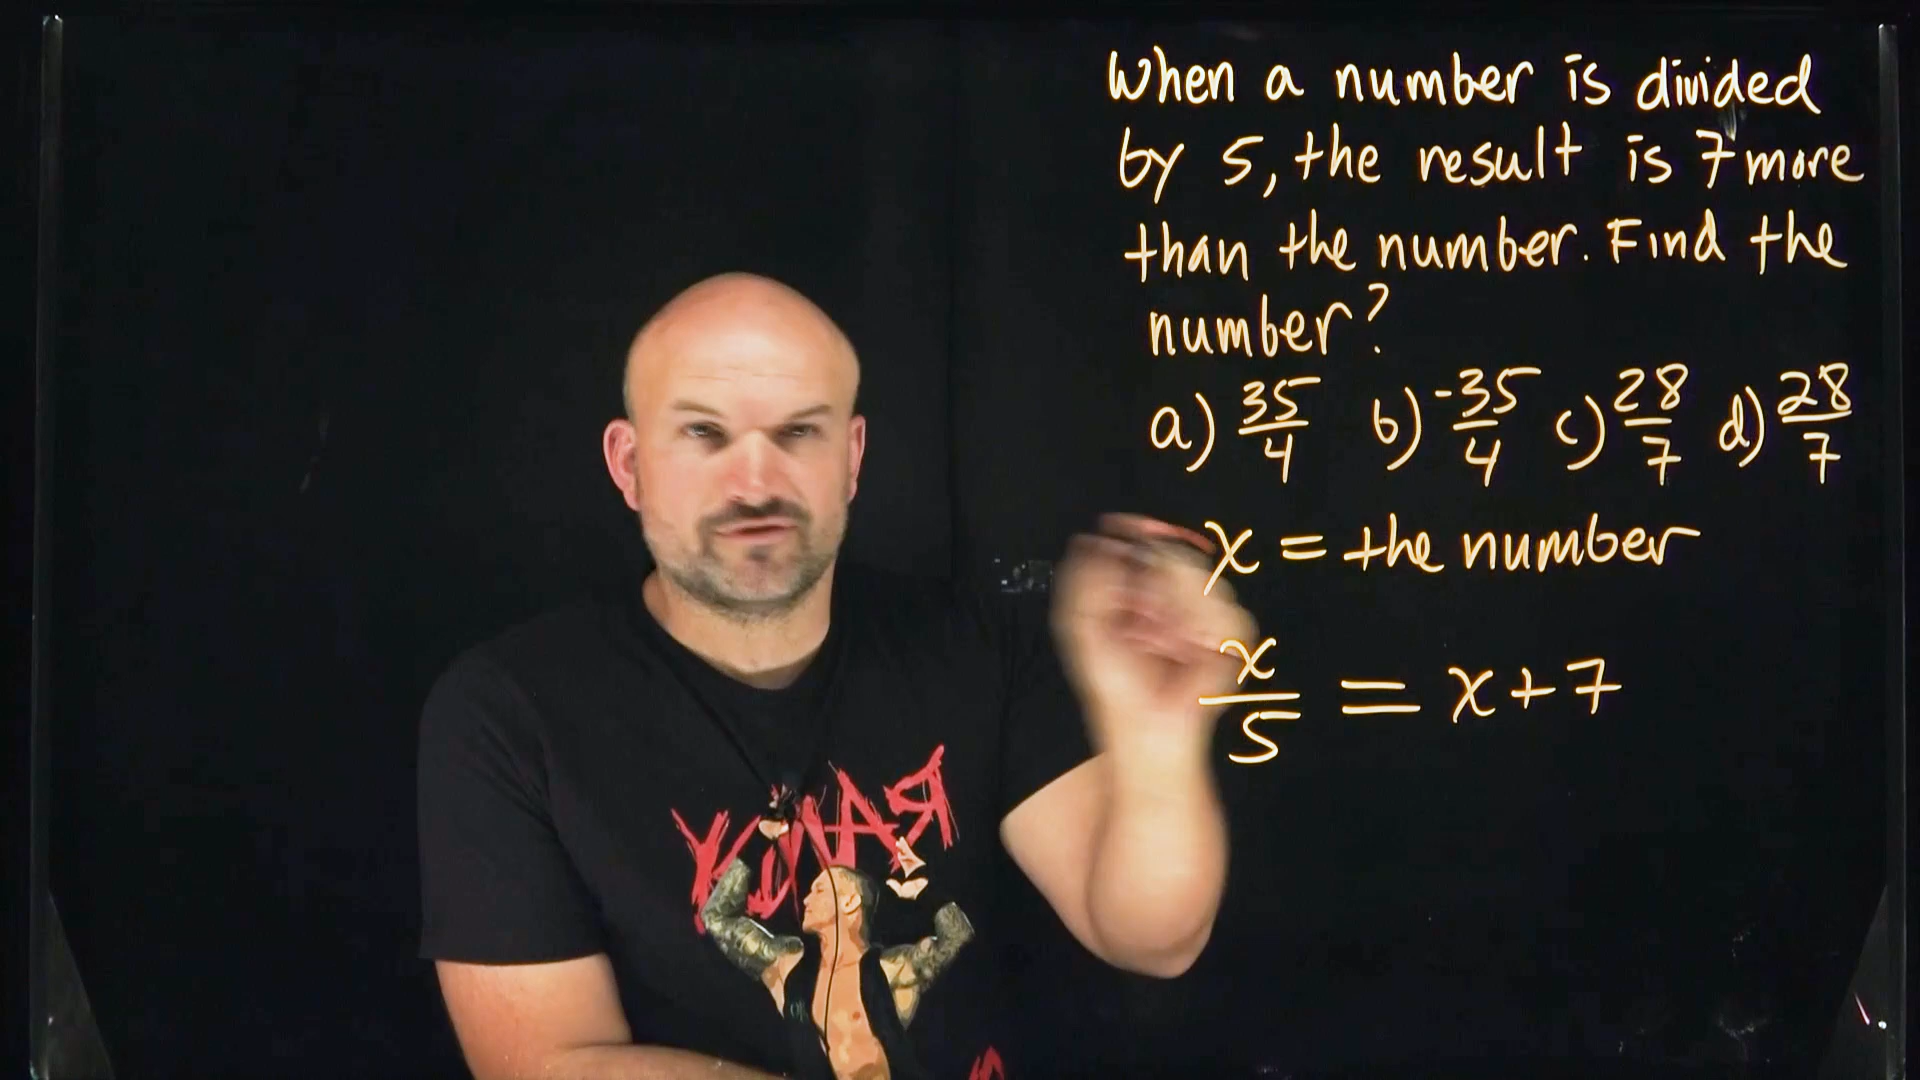 When a number is divided
by 5, the result is 7 more
than the number. Find the
number?
a) 35/4 b) -35/4 c) 28/7 d) 28/7
x = the number
x/5 = x + 7